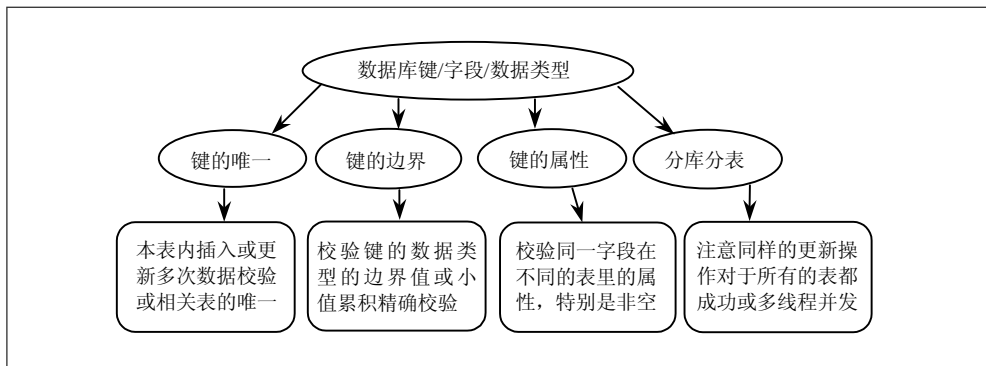 数据库键/字段/数据类型
键的唯一
键的边界
键的属性
分库分表
本表内插入或更
新多次数据校验
或相关表的唯一
校验键的数据类
型的边界值或小
值累积精确校验
校验同一字段在
不同的表里的属
性，特别是非空
注意同样的更新操
作对于所有的表都
成功或多线程并发